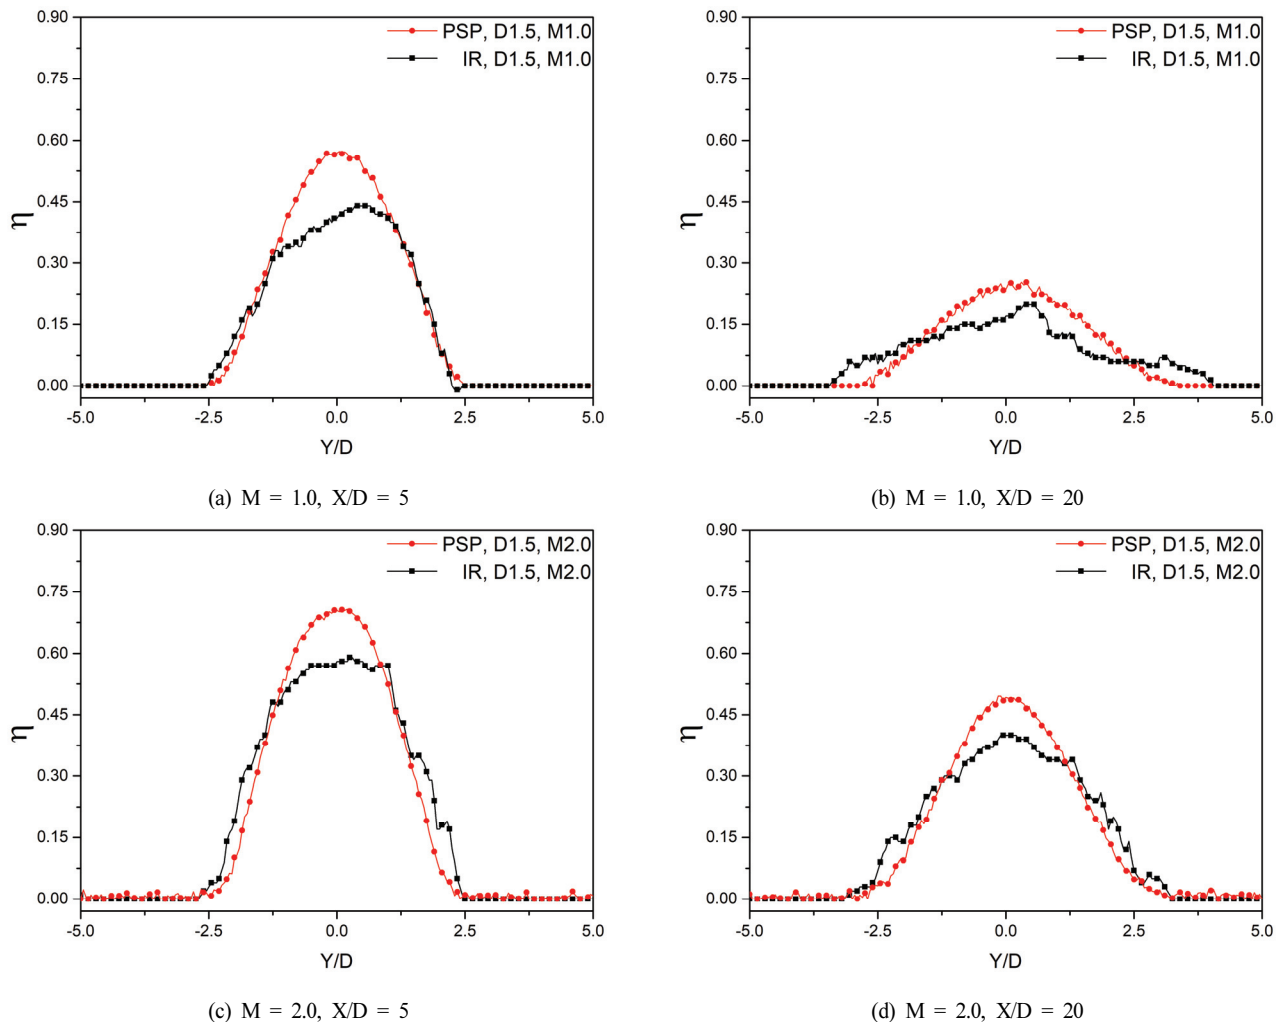 0.90
0.75
0.60
0.45
0.30
0.15
0.00
η
-5.0 -2.5 0.0 2.5 5.0
Y/D
PSP, D1.5, M1.0
IR, D1.5, M1.0
(a) M = 1.0, X/D = 5
0.90
0.75
0.60
0.45
0.30
0.15
0.00
η
-5.0 -2.5 0.0 2.5 5.0
Y/D
PSP, D1.5, M1.0
IR, D1.5, M1.0
(b) M = 1.0, X/D = 20
0.90
0.75
0.60
0.45
0.30
0.15
0.00
η
-5.0 -2.5 0.0 2.5 5.0
Y/D
PSP, D1.5, M2.0
IR, D1.5, M2.0
(c) M = 2.0, X/D = 5
0.90
0.75
0.60
0.45
0.30
0.15
0.00
η
-5.0 -2.5 0.0 2.5 5.0
Y/D
PSP, D1.5, M2.0
IR, D1.5, M2.0
(d) M = 2.0, X/D = 20